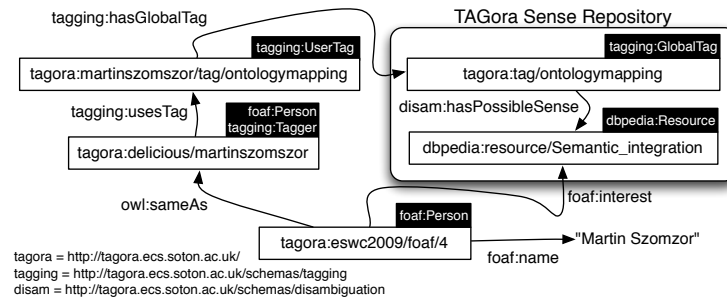 tagging:hasGlobalTag
TAGora Sense Repository
tagging:UserTag
tagora:martinszomszor/tag/ontologymapping
tagging:GlobalTag
tagora:tag/ontologymapping
tagging:usesTag
disam:hasPossibleSense
foaf:Person
tagging:Tagger
tagora:delicious/martinszomszor
dbpedia:Resource
dbpedia:resource/Semantic_integration
owl:sameAs
foaf:interest
foaf:Person
tagora:eswc2009/foaf/4
foaf:name
"Martin Szomzor"
tagora = http://tagora.ecs.soton.ac.uk/
tagging = http://tagora.ecs.soton.ac.uk/schemas/tagging
disam = http://tagora.ecs.soton.ac.uk/schemas/disambiguation